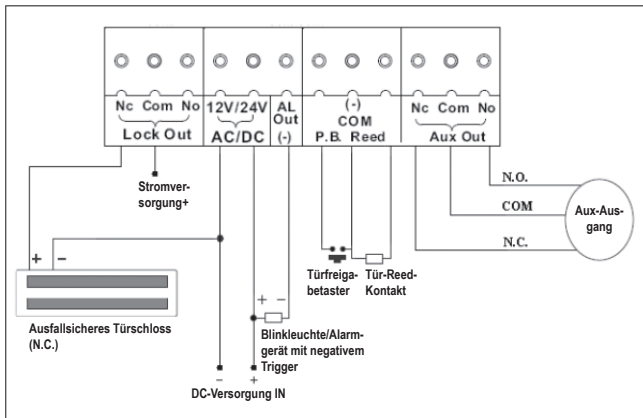 Nc Com No
Lock Out
12V/24V
AC/DC
AL
Out
(-)
(-)
COM
P.B. Reed
Nc Com No
Aux Out
Stromver-
sorgung+
+ −
Ausfallsicheres Türschloss
(N.C.)
+ −
Blinkleuchte/Alarm-
gerät mit negativem
Trigger
− +
DC-Versorgung IN
Türfreiga-
betaster
Tür-Reed-
Kontakt
N.O.
COM
N.C.
Aux-Aus-
gang